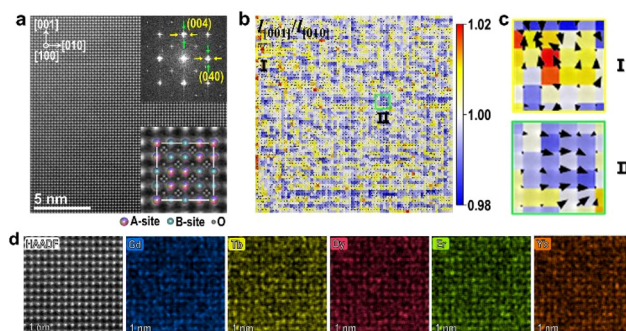 a
[001]
[010]
[100]
(004)
(040)
5 nm
A-site B-site O
b
I[001]/I[010]
I
II
1.02
1.00
0.98
c
I
II
d
HAADF
Gd
Tb
Dy
Er
Yb
1 nm
1 nm
1 nm
1 nm
1 nm
1 nm